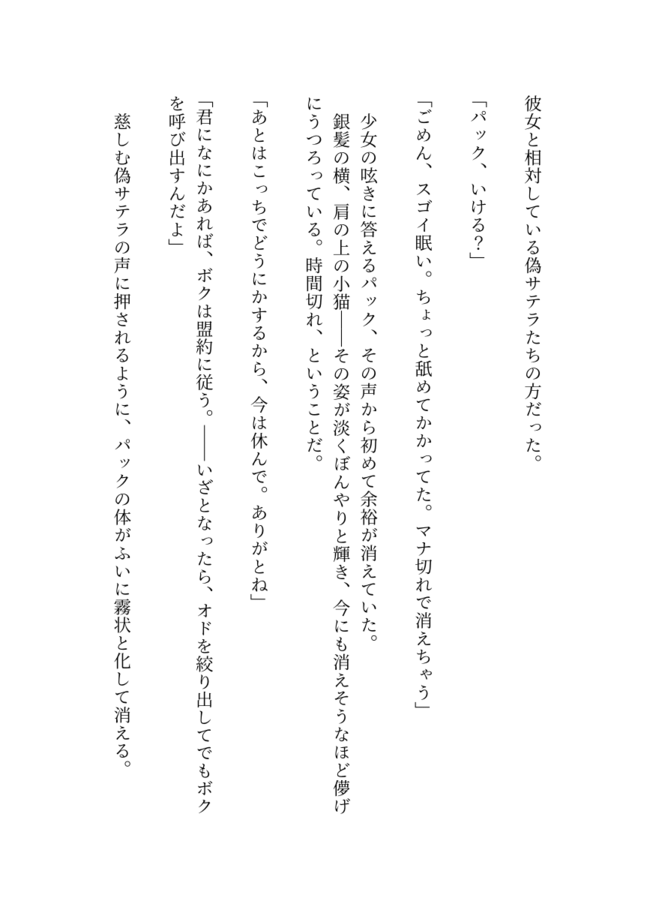 彼女と相対している偽サテラたちの方だった。
「パック、いける？」
「ごめん、スゴイ眠い。ちょっと舐めてかかってた。マナ切れで消えちゃう」
少女の呟きに答えるパック、その声から初めて余裕が消えていた。
銀髪の横、肩の上の小猫――その姿が淡くぼんやりと輝き、今にも消えそうなほど儚げ
にうつろっている。時間切れ、ということだ。
「あとはこっちでどうにかするから、今は休んで。ありがとね」
「君になにかあれば、ボクは盟約に従う。――いざとなったら、オドを絞り出してでもボク
を呼び出すんだよ」
慈しむ偽サテラの声に押されるように、パックの体がふいに霧状と化して消える。